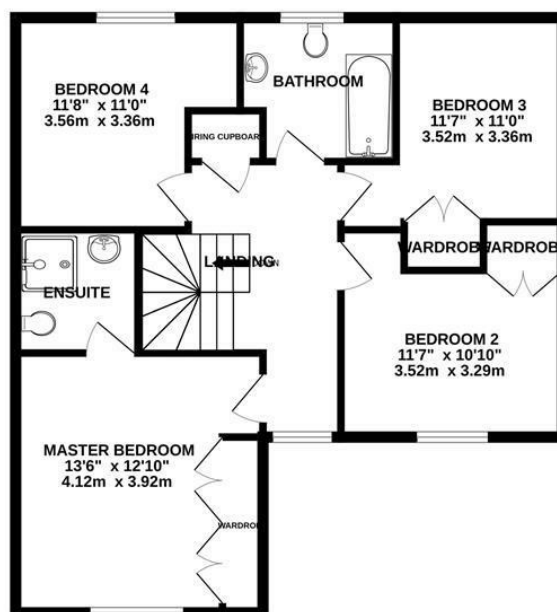 BEDROOM 4
11'8" x 11'0"
3.56m x 3.36m
BATHROOM
BEDROOM 3
11'7" x 11'0"
3.52m x 3.36m
IRING CUPBOAR
WARDROB
WARDROB
LANDING
ENSUITE
BEDROOM 2
11'7" x 10'10"
3.52m x 3.29m
MASTER BEDROOM
13'6" x 12'10"
4.12m x 3.92m
WARDROB